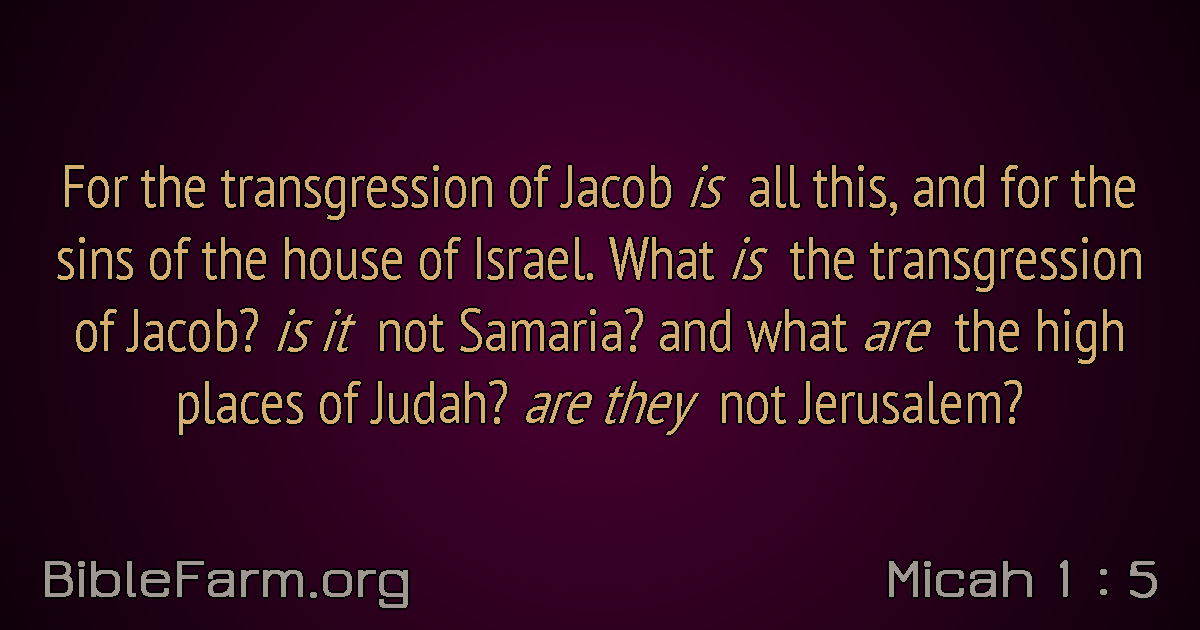 For the transgression of Jacob is all this, and for the
sins of the house of Israel. What is the transgression
of Jacob? is it not Samaria? and what are the high
places of Judah? are they not Jerusalem?
BibleFarm.org
Micah 1 : 5